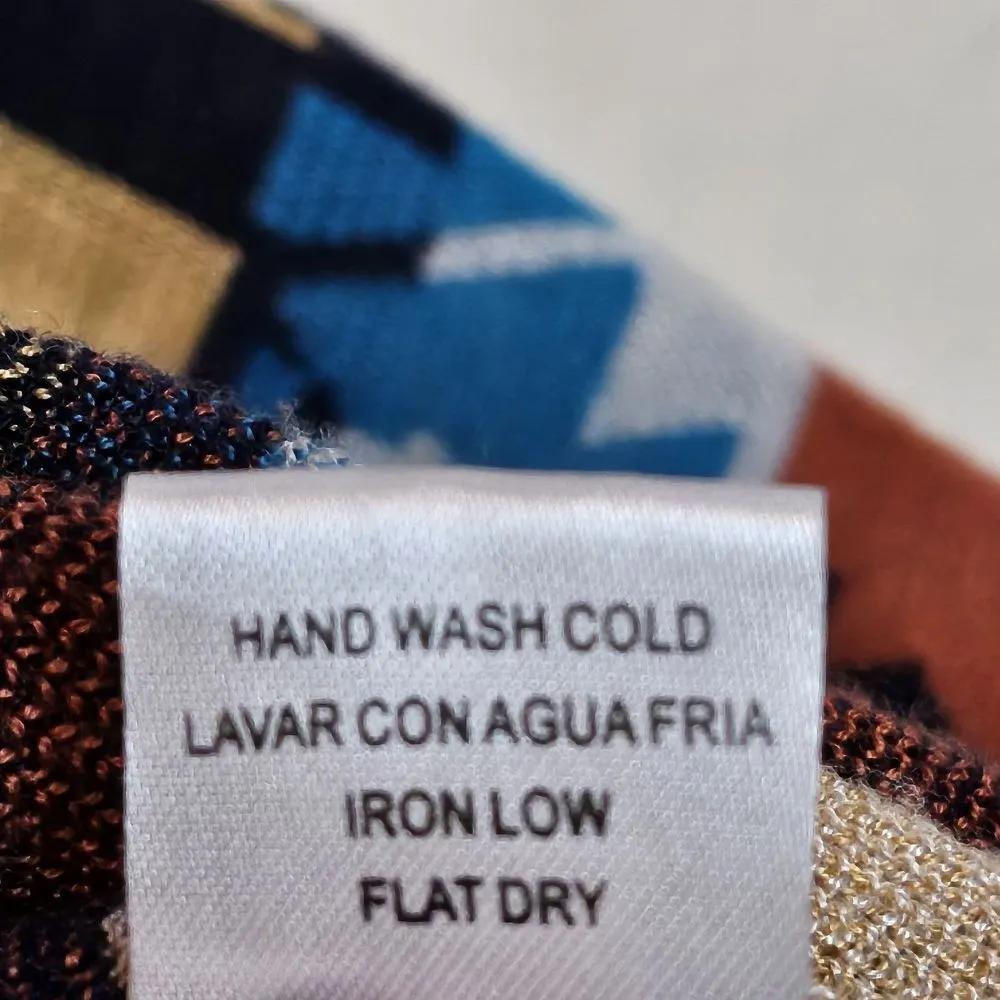 HAND WASH COLD
LAVAR CON AGUA FRIA
IRON LOW
FLAT DRY